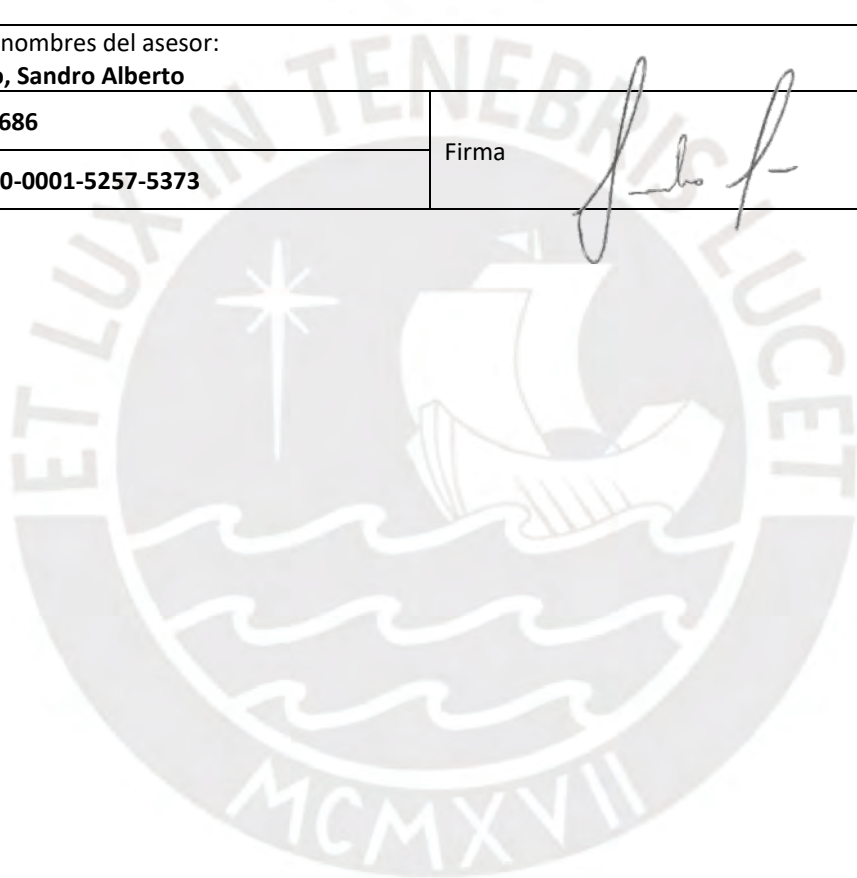 nombres del asesor:
, Sandro Alberto
686
0-0001-5257-5373
Firma
ET LUX IN TENEBRIS LUCET
MCMXVII